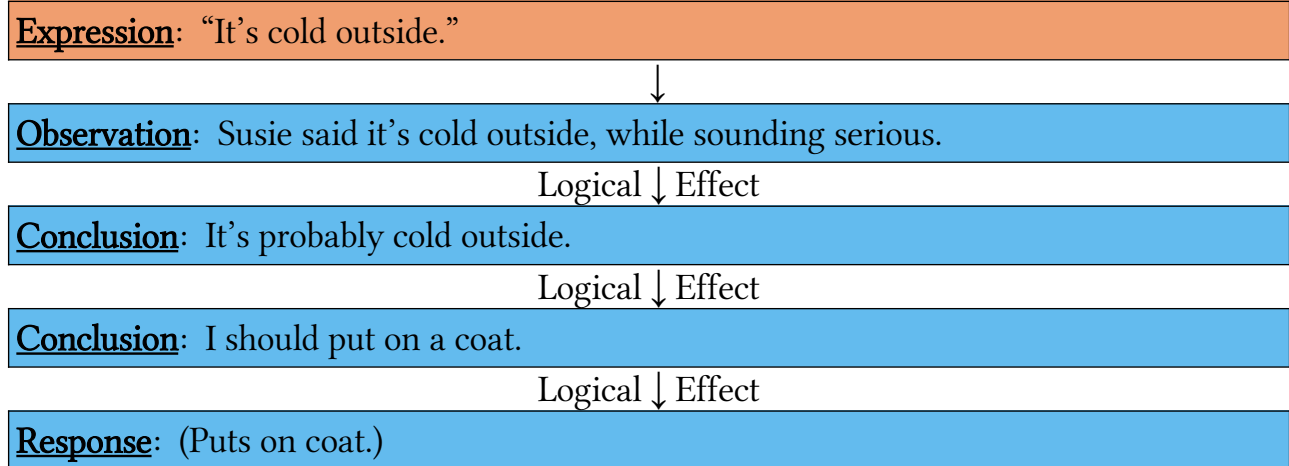 Expression: “It’s cold outside.”
↓
Observation: Susie said it’s cold outside, while sounding serious.
Logical ↓ Effect
Conclusion: It’s probably cold outside.
Logical ↓ Effect
Conclusion: I should put on a coat.
Logical ↓ Effect
Response: (Puts on coat.)